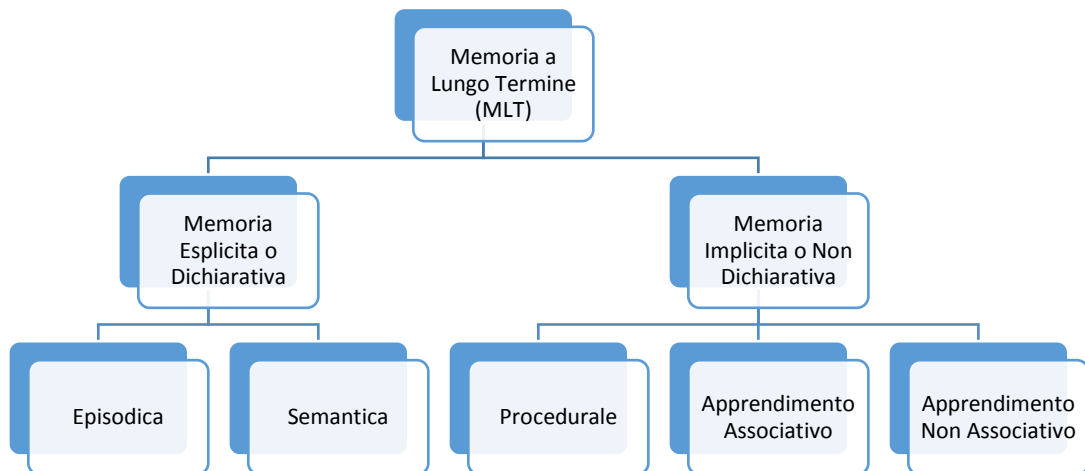 Memoria a
Lungo Termine
(MLT)
Memoria
Esplicita o
Dichiarativa
Memoria
Implicita o Non
Dichiarativa
Episodica
Semantica
Procedurale
Apprendimento
Associativo
Apprendimento
Non Associativo